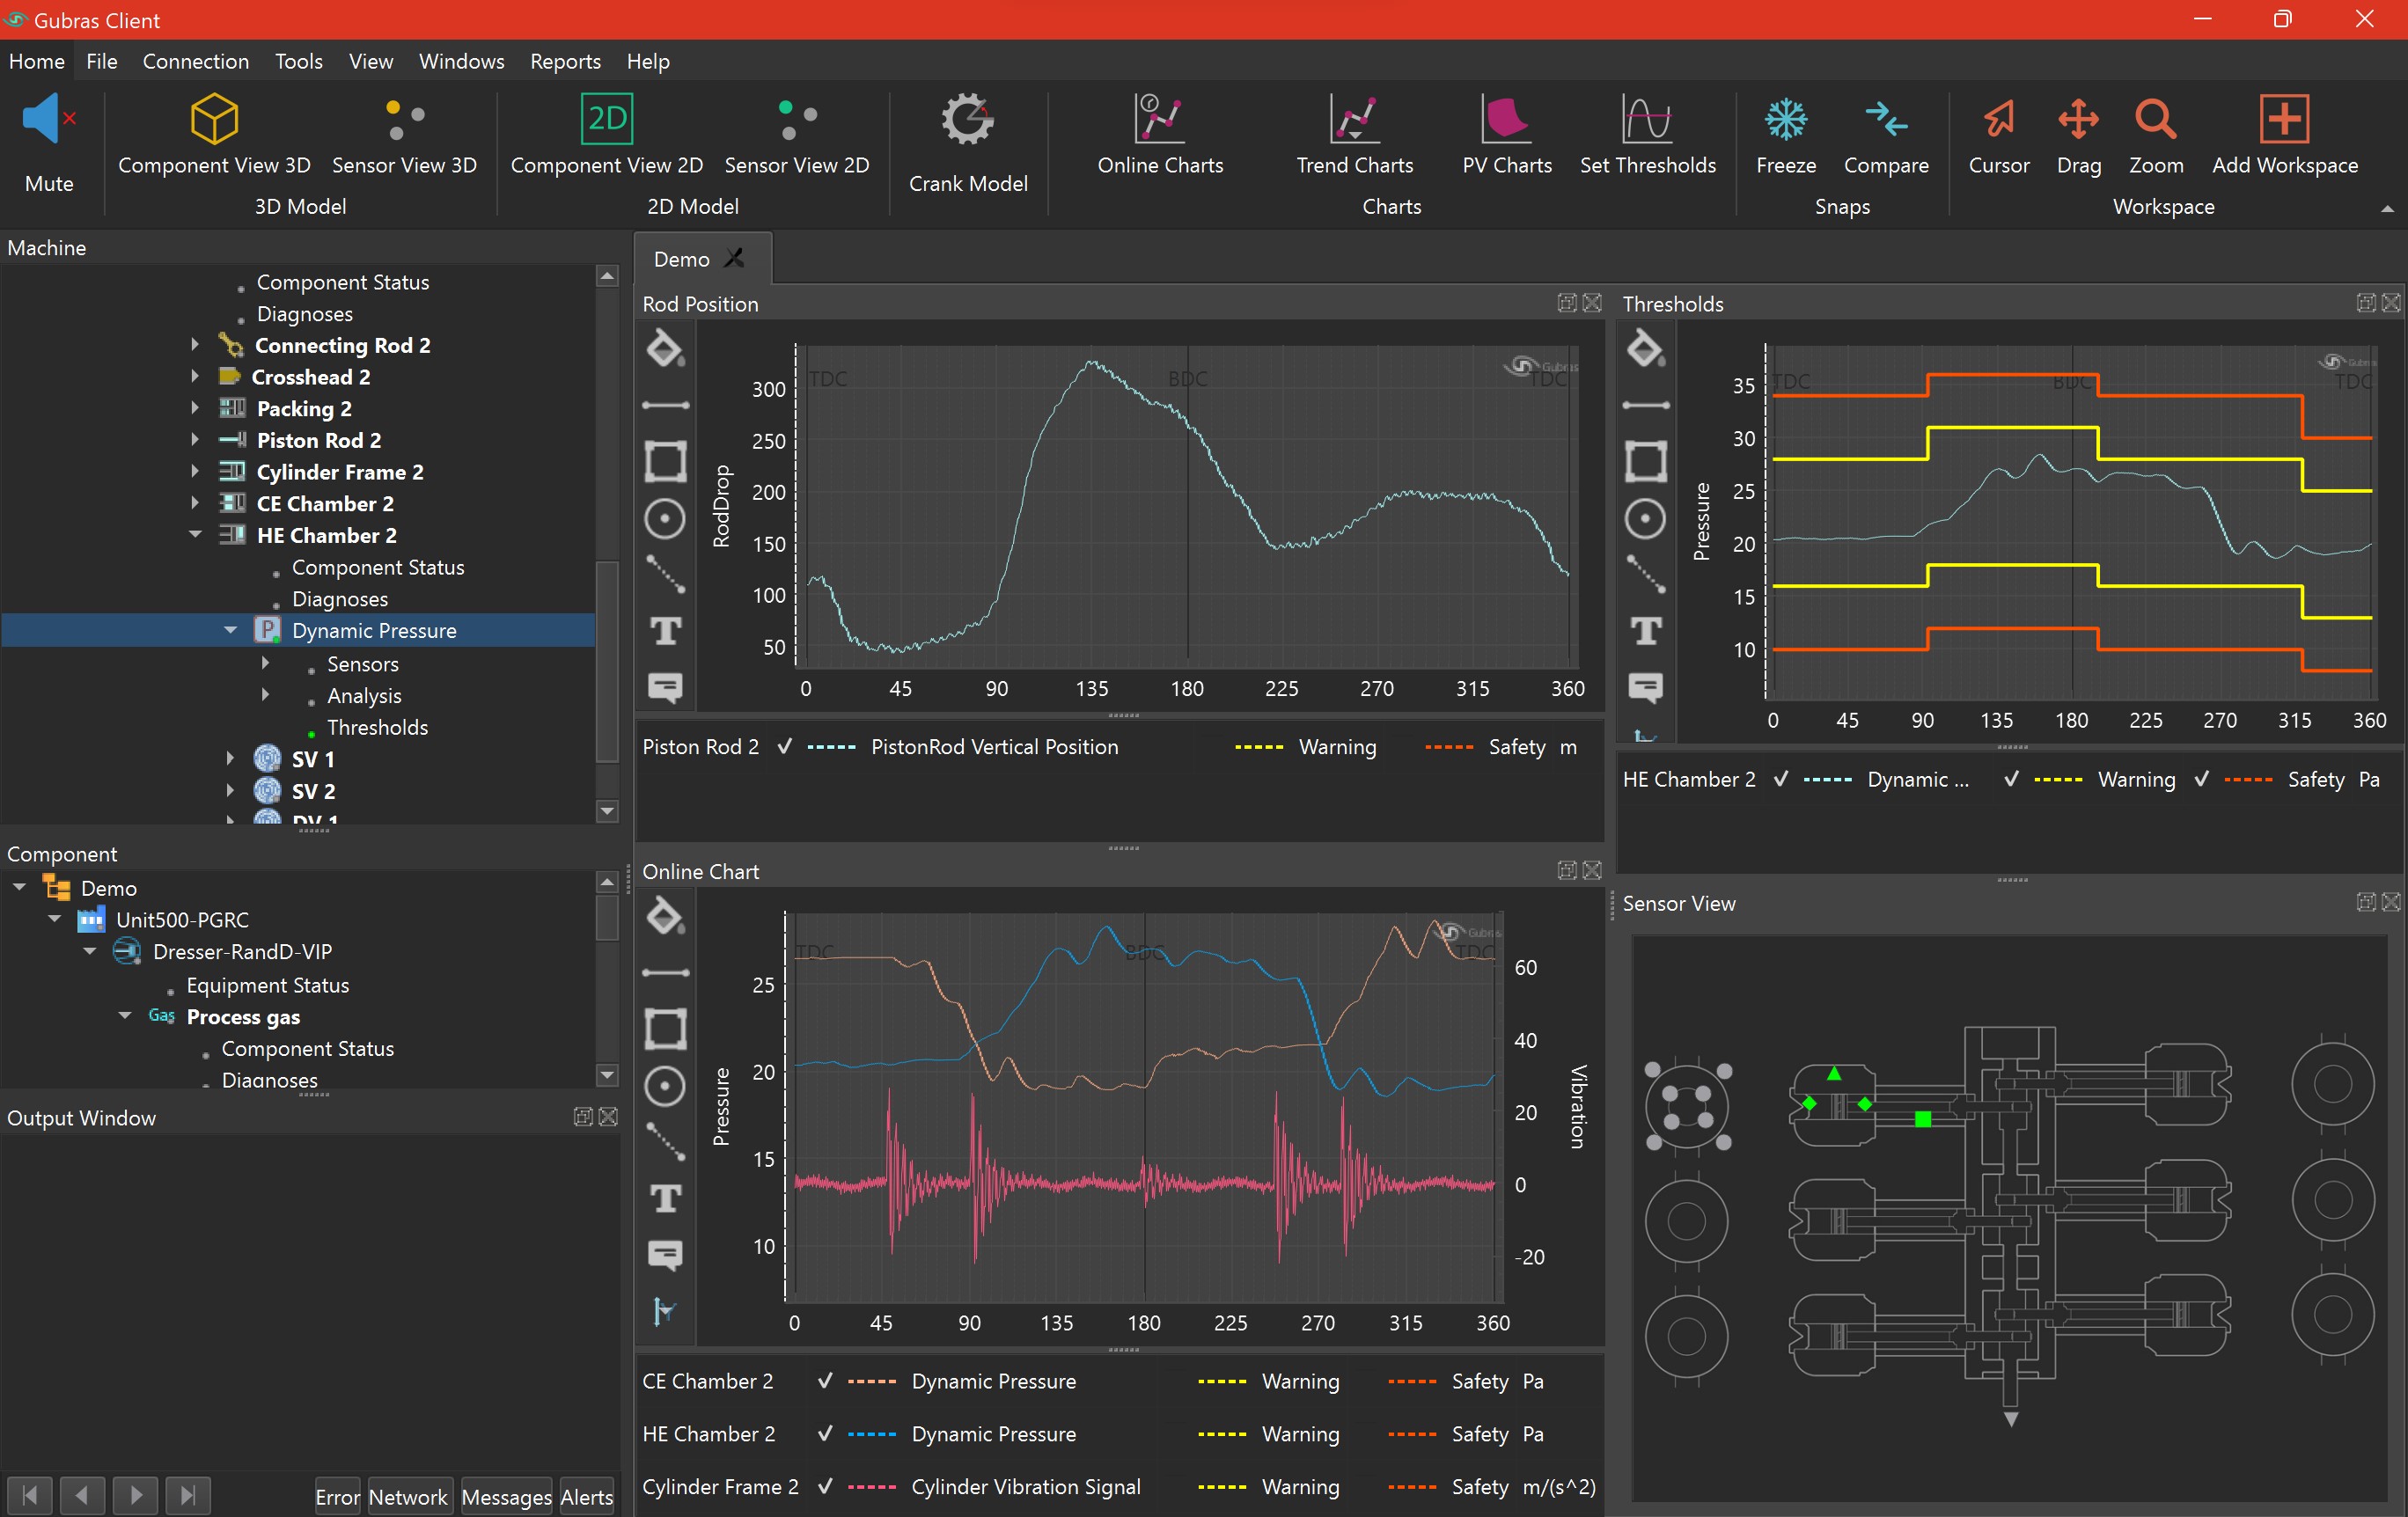 Gubras Client
Home File Connection Tools View Windows Reports Help
2D
Mute Component View 3D Sensor View 3D Component View 2D Sensor View 2D Crank Model Online Charts Trend Charts PV Charts Set Thresholds Freeze Compare Cursor Drag Zoom Add Workspace
3D Model 2D Model Charts Snaps Workspace
Machine
Component Status
Diagnoses
Connecting Rod 2
Crosshead 2
Packing 2
Piston Rod 2
Cylinder Frame 2
CE Chamber 2
HE Chamber 2
Component Status
Diagnoses
P Dynamic Pressure
Sensors
Analysis
Thresholds
SV 1
SV 2
DV 1
Component
Demo
Unit500-PGRC
Dresser-RandD-VIP
Equipment Status
Gas Process gas
Component Status
Diagnoses
Output Window
Error Network Messages Alerts
Demo
Rod Position
Gubras
TDC BDC TDC
RodDrop
300
250
200
150
100
50
0 45 90 135 180 225 270 315 360
Piston Rod 2 PistonRod Vertical Position Warning Safety m
Thresholds
Gubras
TDC BDC TDC
Pressure
35
30
25
20
15
10
0 45 90 135 180 225 270 315 360
HE Chamber 2 Dynamic ... Warning Safety Pa
Online Chart
Gubras
TDC BDC TDC
Pressure
25
20
15
10
60
40
20
0
-20
Vibration
0 45 90 135 180 225 270 315 360
CE Chamber 2 Dynamic Pressure Warning Safety Pa
HE Chamber 2 Dynamic Pressure Warning Safety Pa
Cylinder Frame 2 Cylinder Vibration Signal Warning Safety m/(s^2)
Sensor View